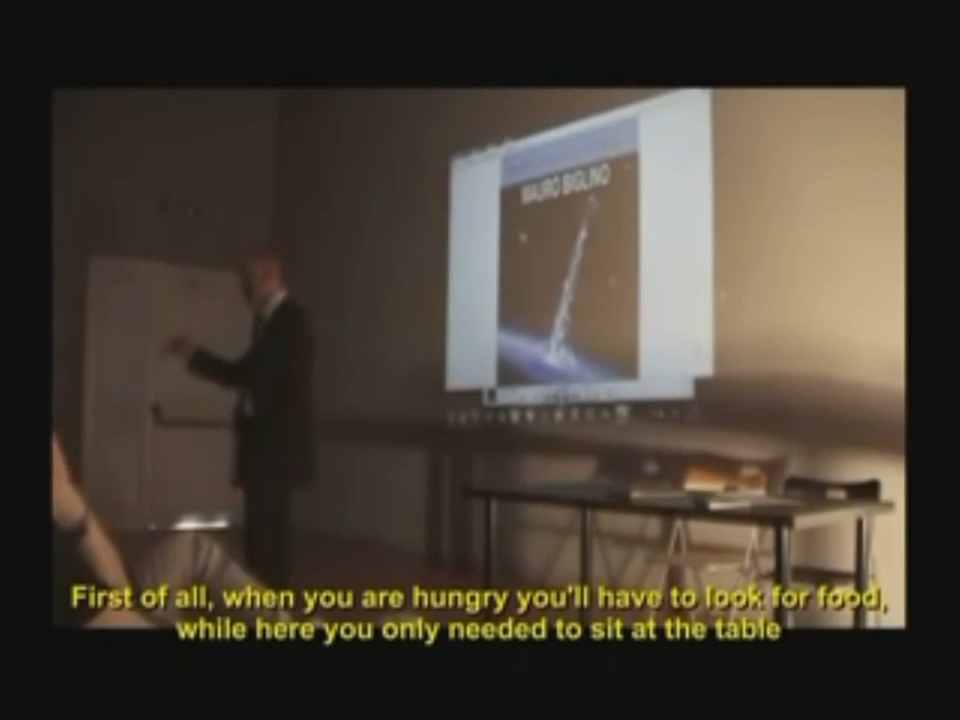 MAURO BIGLINO
First of all, when you are hungry you'll have to look for food,
while here you only needed to sit at the table